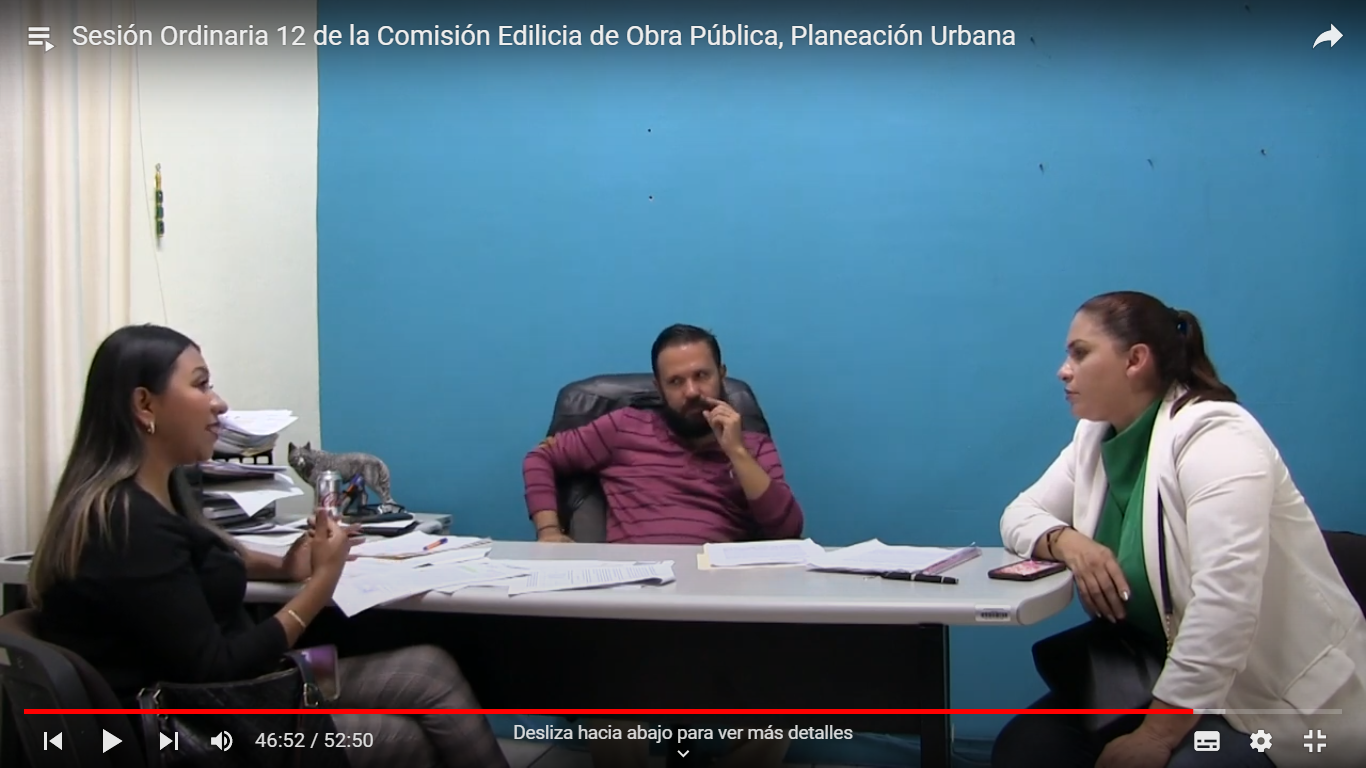 Sesión Ordinaria 12 de la Comisión Edilicia de Obra Pública, Planeación Urbana
46:52 / 52:50
Desliza hacia abajo para ver más detalles